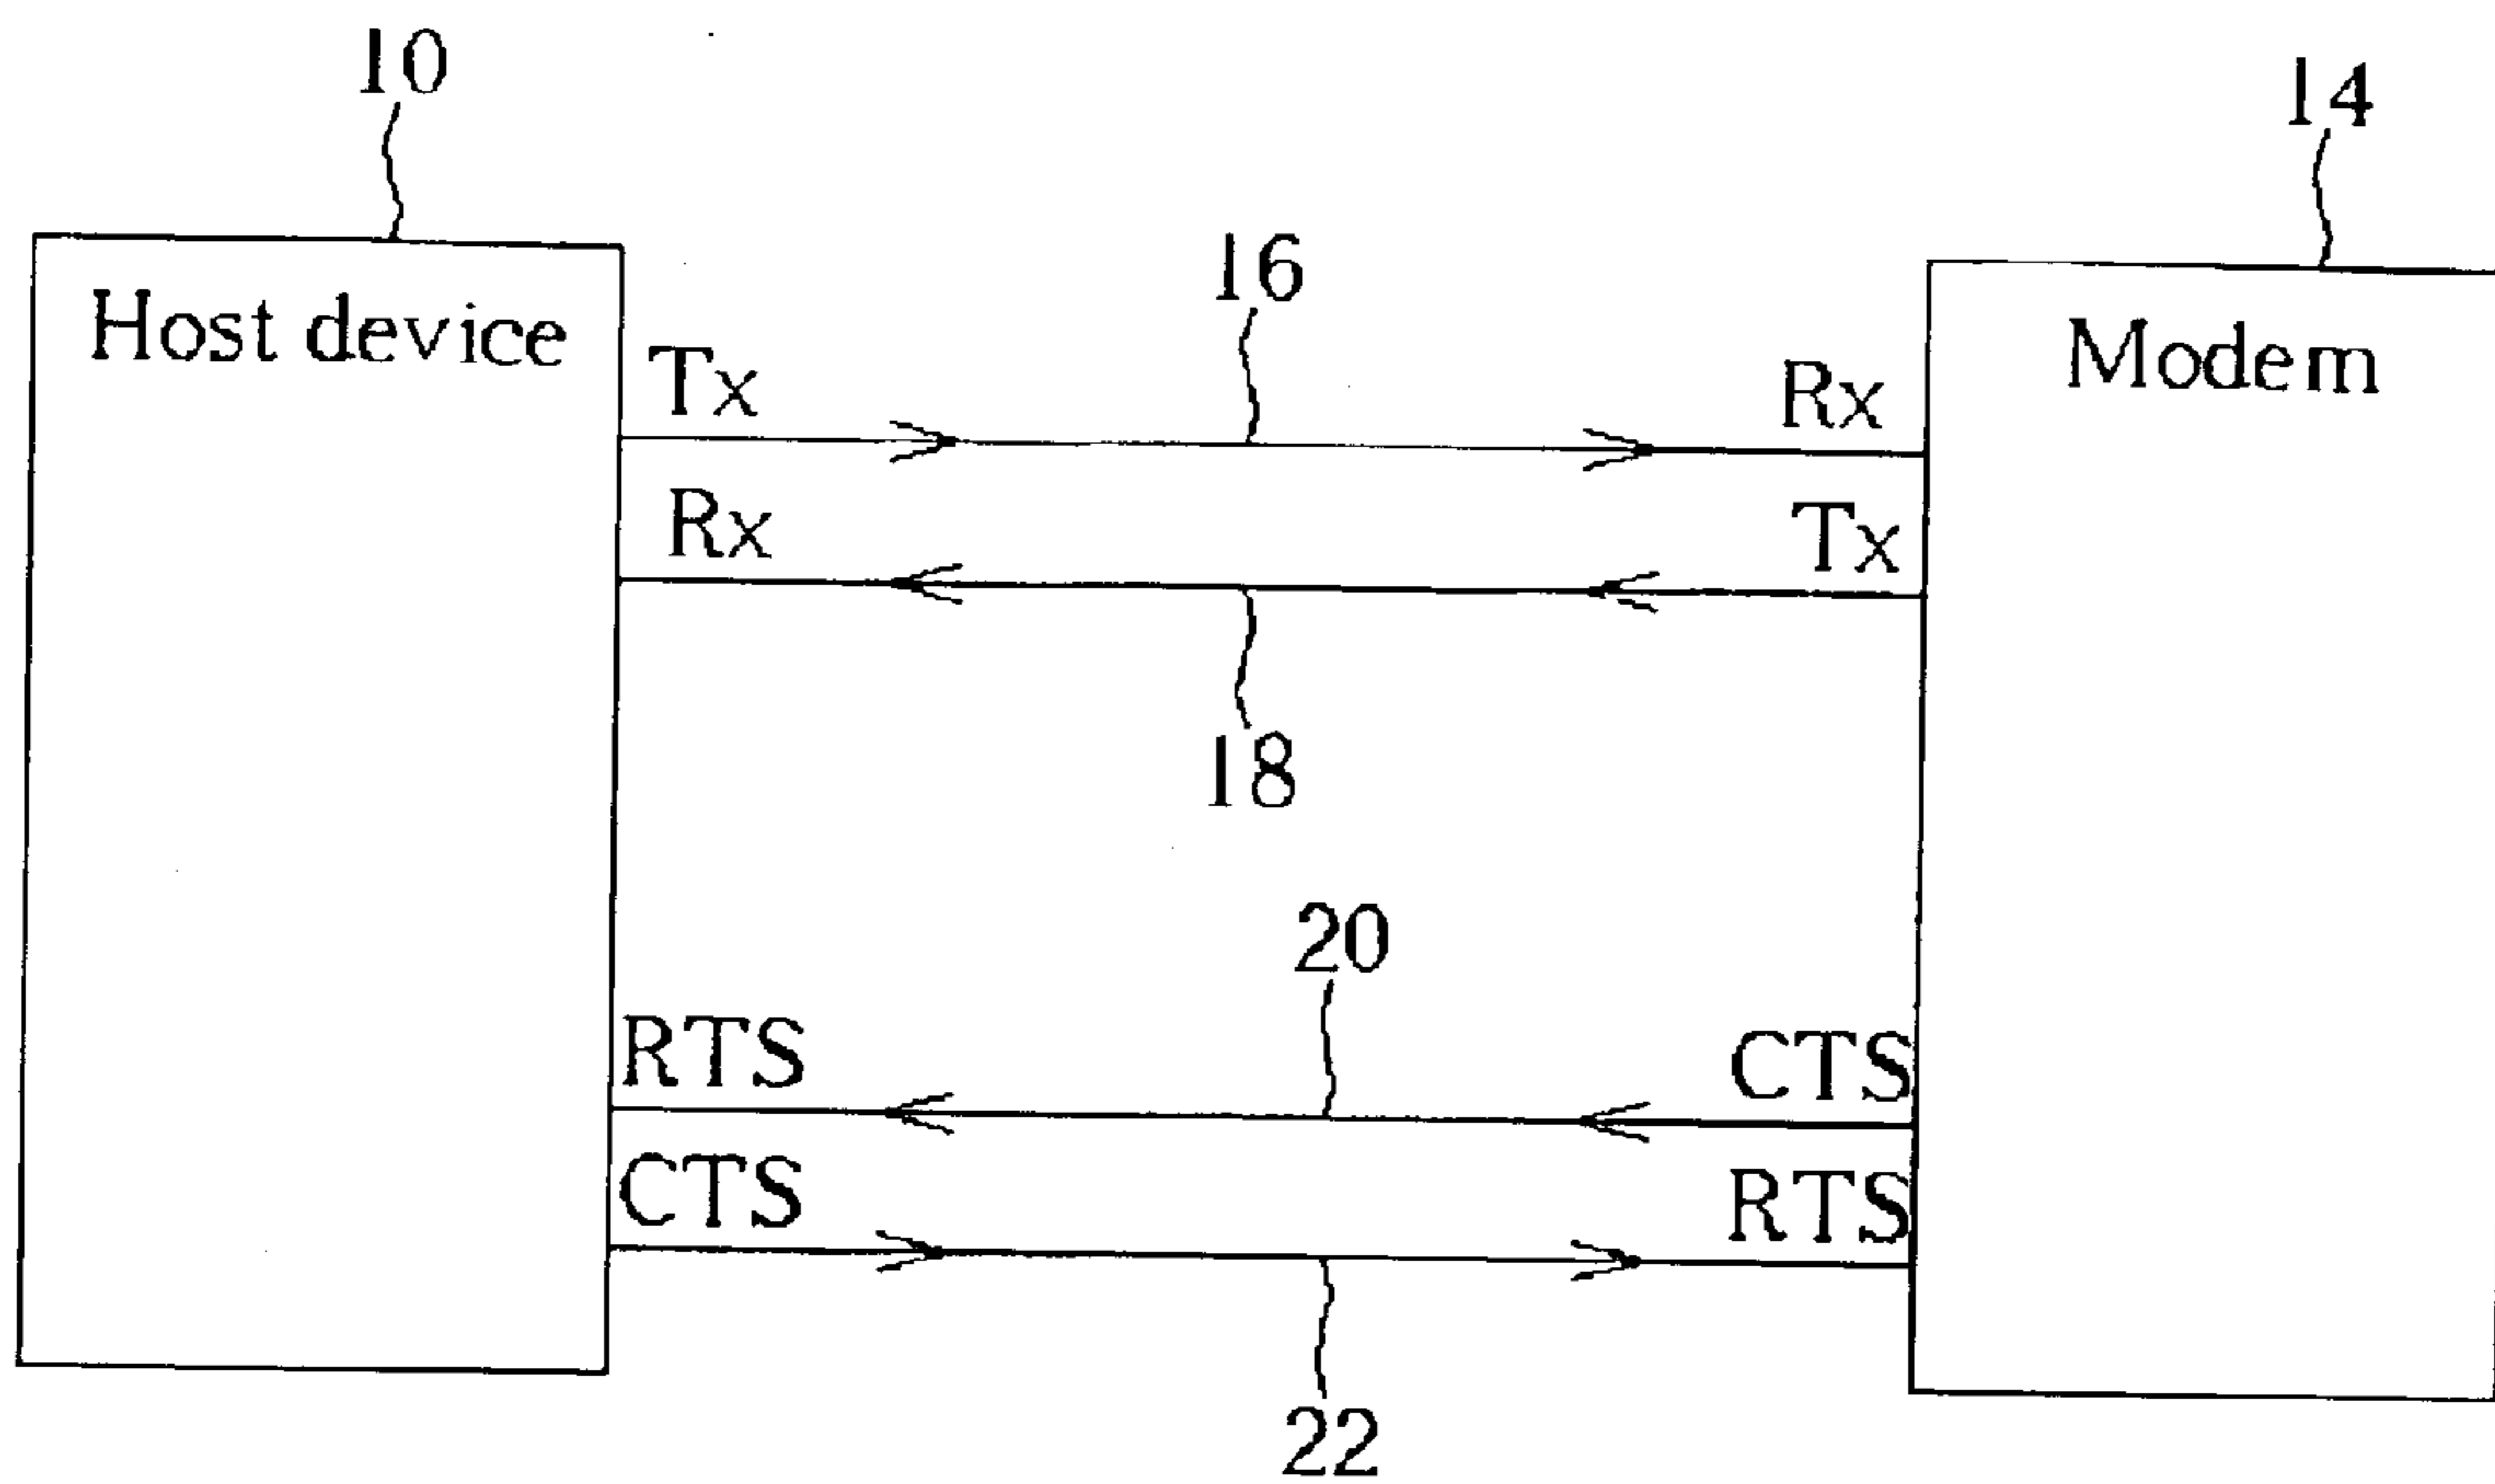 10
14
16
Host device
Modem
Tx
Rx
Rx
Tx
18
20
RTS
CTS
CTS
RTS
22